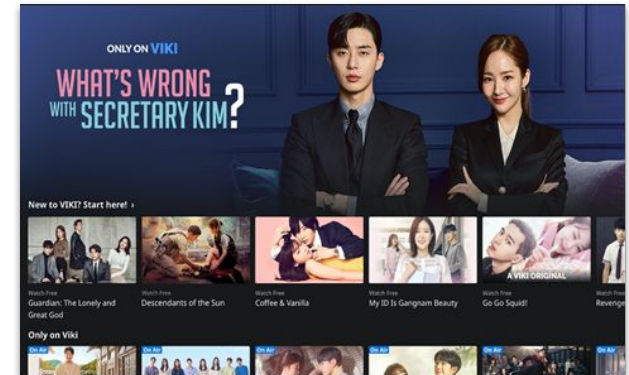 ONLY ON VIKI
WHAT'S WRONG
WITH SECRETARY KIM?
New to VIKI? Start here! ›
A VIKI ORIGINAL
Watch Free
Watch Free
Watch Free
Watch Free
Watch Free
Watch Free
Guardian: The Lonely and
Great God
Descendants of the Sun
Coffee & Vanilla
My ID Is Gangnam Beauty
Go Go Squid!
Revenge
Only on Viki
On Air
On Air
On Air
On Air
On Air
On Air